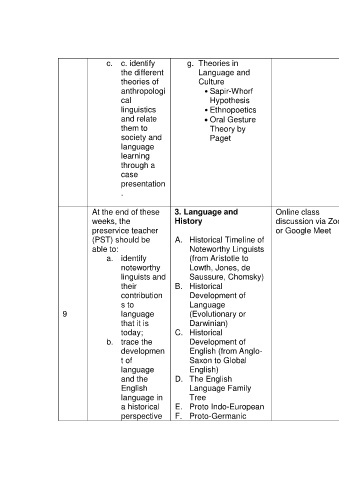 c. c. identify
the different
theories of
anthropologi
cal
linguistics
and relate
them to
society and
language
learning
through a
case
presentation
.
g. Theories in
Language and
Culture
• Sapir-Whorf
Hypothesis
• Ethnopoetics
• Oral Gesture
Theory by
Paget
9
At the end of these
weeks, the
preservice teacher
(PST) should be
able to:
a. identify
noteworthy
linguists and
their
contribution
s to
language
that it is
today;
b. trace the
developmen
t of
language
and the
English
language in
a historical
perspective
3. Language and
History
A. Historical Timeline of
Noteworthy Linguists
(from Aristotle to
Lowth, Jones, de
Saussure, Chomsky)
B. Historical
Development of
Language
(Evolutionary or
Darwinian)
C. Historical
Development of
English (from Anglo-
Saxon to Global
English)
D. The English
Language Family
Tree
E. Proto Indo-European
F. Proto-Germanic
Online class
discussion via Zoo
or Google Meet